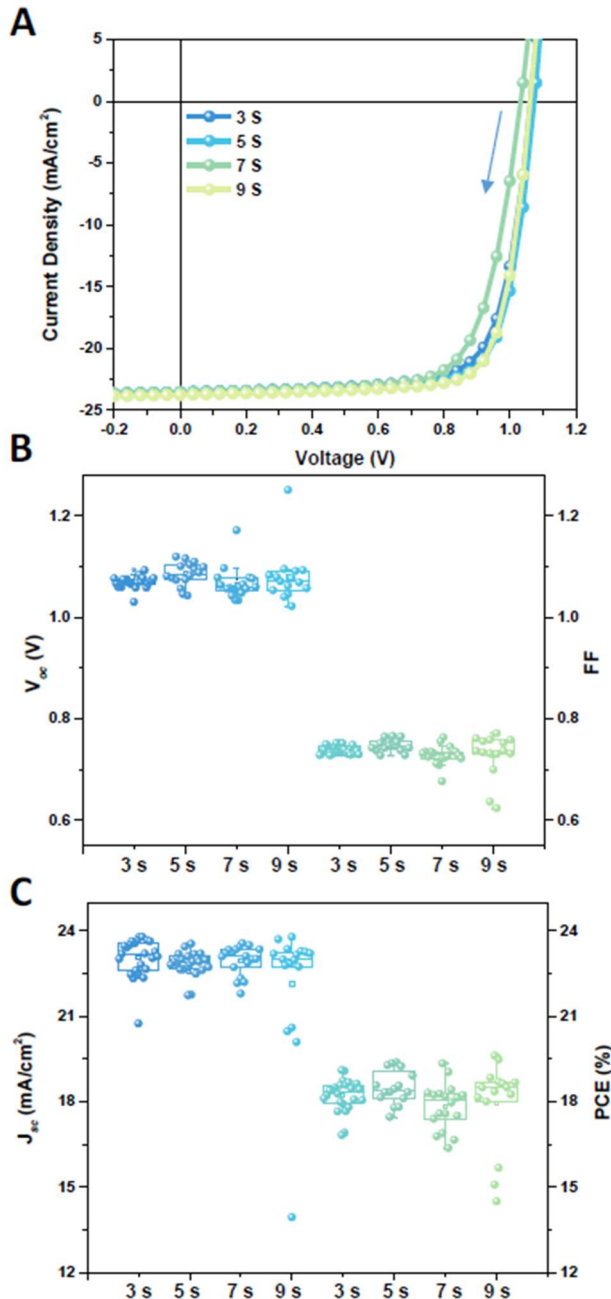 A
5
0
-5
-10
-15
-20
-25
Current Density (mA/cm²)
3 S
5 S
7 S
9 S
-0.2 0.0 0.2 0.4 0.6 0.8 1.0 1.2
Voltage (V)
B
1.2
1.0
0.8
0.6
V_oc (V)
1.2
1.0
0.8
0.6
FF
3 s 5 s 7 s 9 s 3 s 5 s 7 s 9 s
C
24
21
18
15
12
J_sc (mA/cm²)
24
21
18
15
12
PCE (%)
3 s 5 s 7 s 9 s 3 s 5 s 7 s 9 s